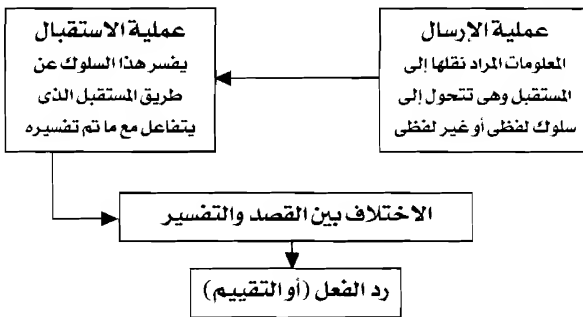 عملية الإرسال
المعلومات المراد نقلها إلى
المستقبل وهى تتحول إلى
سلوك لفظى أو غير لفظى
عملية الاستقبال
يفسر هذا السلوك عن
طريق المستقبل الذى
يتفاعل مع ما تم تفسيره
الاختلاف بين القصد والتفسير
رد الفعل (أو التقييم)